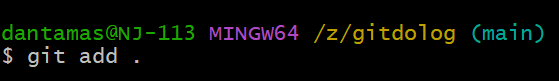 dantamas@NJ-113 MINGW64 /z/gitdolog (main)
$ git add .